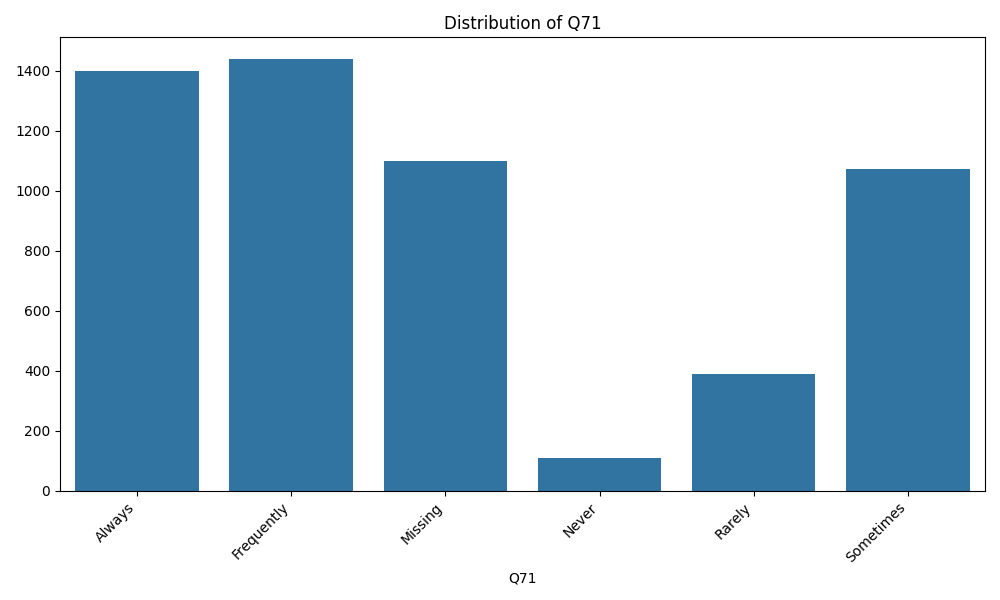 Distribution of Q71
1400
1200
1000
800
600
400
200
0
Always
Frequently
Missing
Never
Rarely
Sometimes
Q71